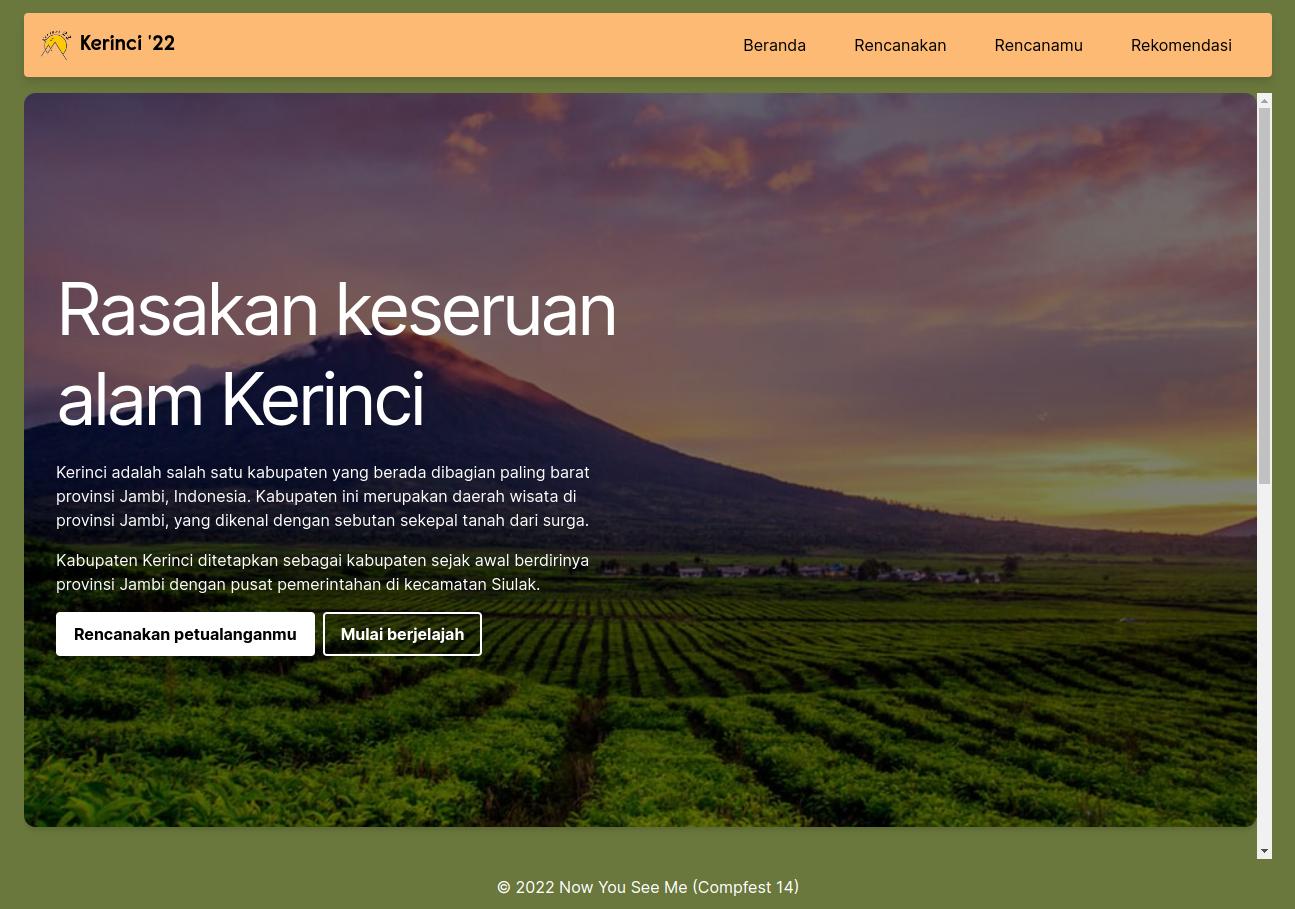 Kerinci '22
Beranda
Rencanakan
Rencanamu
Rekomendasi
Rasakan keseruan
alam Kerinci
Kerinci adalah salah satu kabupaten yang berada dibagian paling barat
provinsi Jambi, Indonesia. Kabupaten ini merupakan daerah wisata di
provinsi Jambi, yang dikenal dengan sebutan sekepal tanah dari surga.
Kabupaten Kerinci ditetapkan sebagai kabupaten sejak awal berdirinya
provinsi Jambi dengan pusat pemerintahan di kecamatan Siulak.
Rencanakan petualanganmu
Mulai berjelajah
© 2022 Now You See Me (Compfest 14)